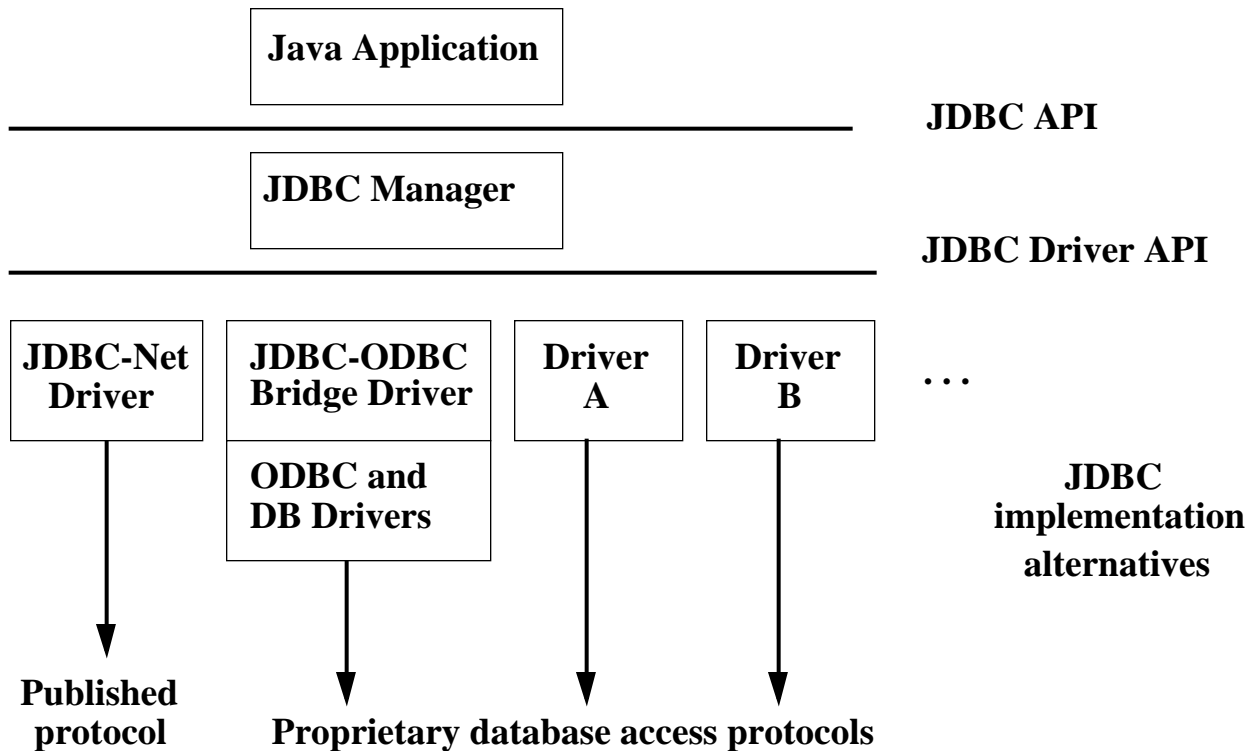 Java Application
JDBC API
JDBC Manager
JDBC Driver API
JDBC-Net
Driver
JDBC-ODBC
Bridge Driver
Driver
A
Driver
B
...
ODBC and
DB Drivers
JDBC
implementation
alternatives
Published
protocol
Proprietary database access protocols